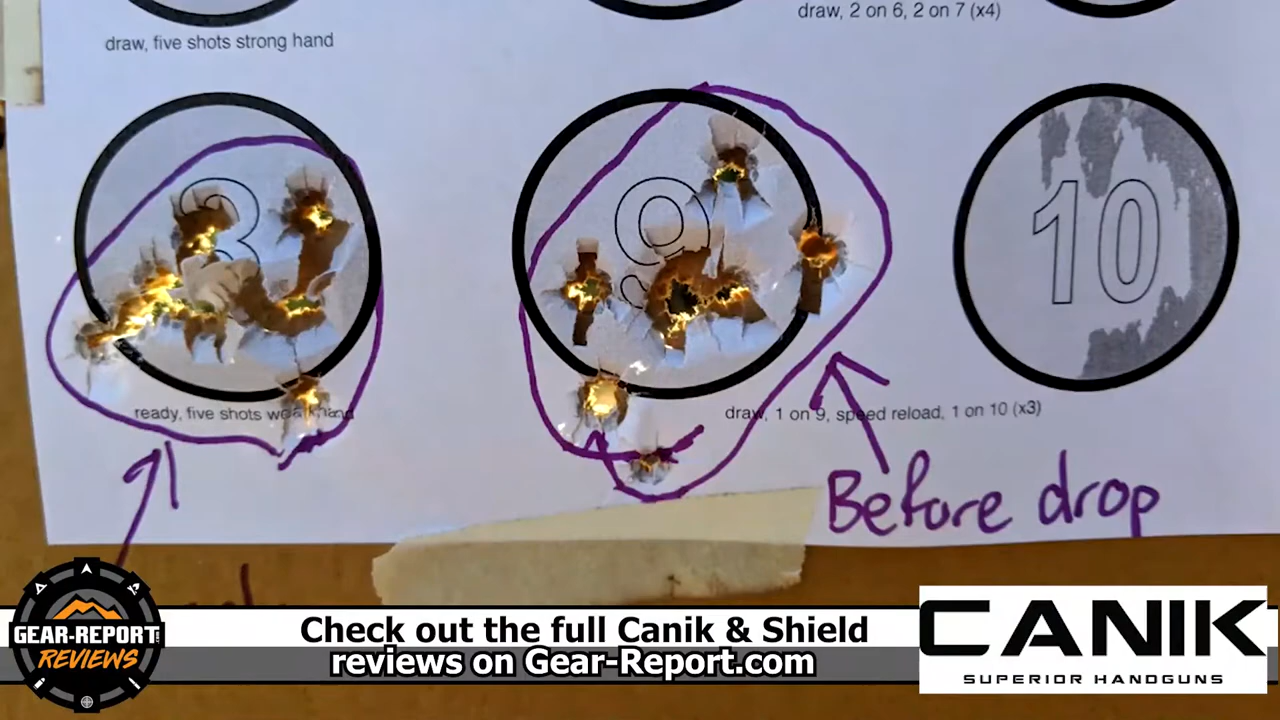 draw, 2 on 6, 2 on 7 (x4)
draw, five shots strong hand
9
10
ready, five shots weak hand
draw, 1 on 9, speed reload, 1 on 10 (x3)
Before drop
GEAR-REPORT
REVIEWS
Check out the full Canik & Shield
reviews on Gear-Report.com
CANIK
SUPERIOR HANDGUNS